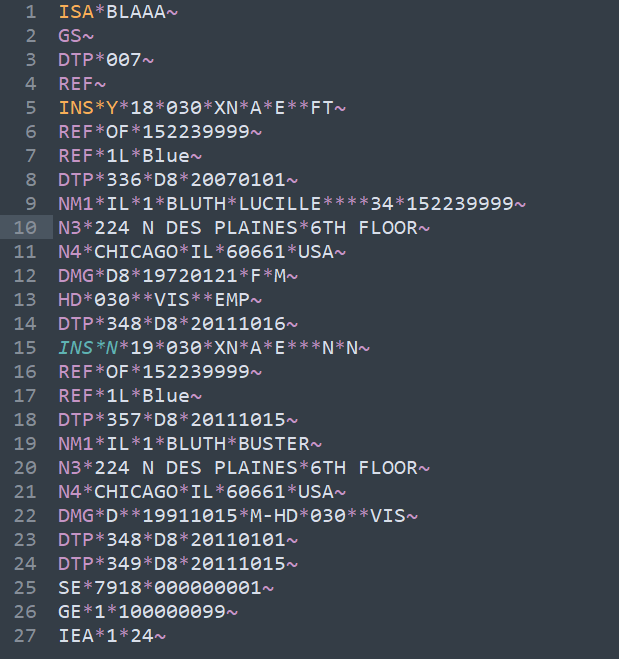 1 ISA*BLAAA~
2 GS~
3 DTP*007~
4 REF~
5 INS*Y*18*030*XN*A*E**FT~
6 REF*OF*152239999~
7 REF*1L*Blue~
8 DTP*336*D8*20070101~
9 NM1*IL*1*BLUTH*LUCILLE****34*152239999~
10 N3*224 N DES PLAINES*6TH FLOOR~
11 N4*CHICAGO*IL*60661*USA~
12 DMG*D8*19720121*F*M~
13 HD*030**VIS**EMP~
14 DTP*348*D8*20111016~
15 INS*N*19*030*XN*A*E***N*N~
16 REF*OF*152239999~
17 REF*1L*Blue~
18 DTP*357*D8*20111015~
19 NM1*IL*1*BLUTH*BUSTER~
20 N3*224 N DES PLAINES*6TH FLOOR~
21 N4*CHICAGO*IL*60661*USA~
22 DMG*D**19911015*M-HD*030**VIS~
23 DTP*348*D8*20110101~
24 DTP*349*D8*20111015~
25 SE*7918*000000001~
26 GE*1*100000099~
27 IEA*1*24~